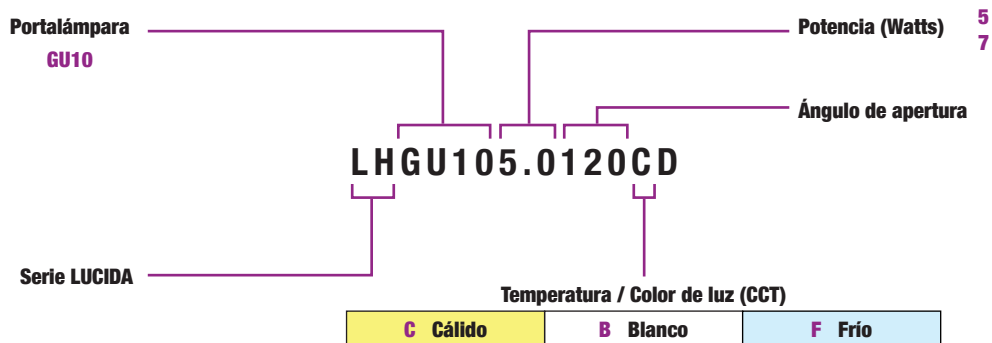 Portalámpara
GU10
Potencia (Watts)
5
7
Ángulo de apertura
LHGU105.0120CD
Serie LUCIDA
Temperatura / Color de luz (CCT)
C Cálido
B Blanco
F Frío